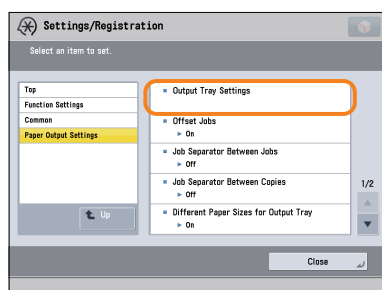 Settings/Registration
Select an item to set.
Top
Function Settings
Common
Paper Output Settings
Up
Output Tray Settings
Offset Jobs
► On
Job Separator Between Jobs
► Off
Job Separator Between Copies
► Off
Different Paper Sizes for Output Tray
► On
1/2
Close